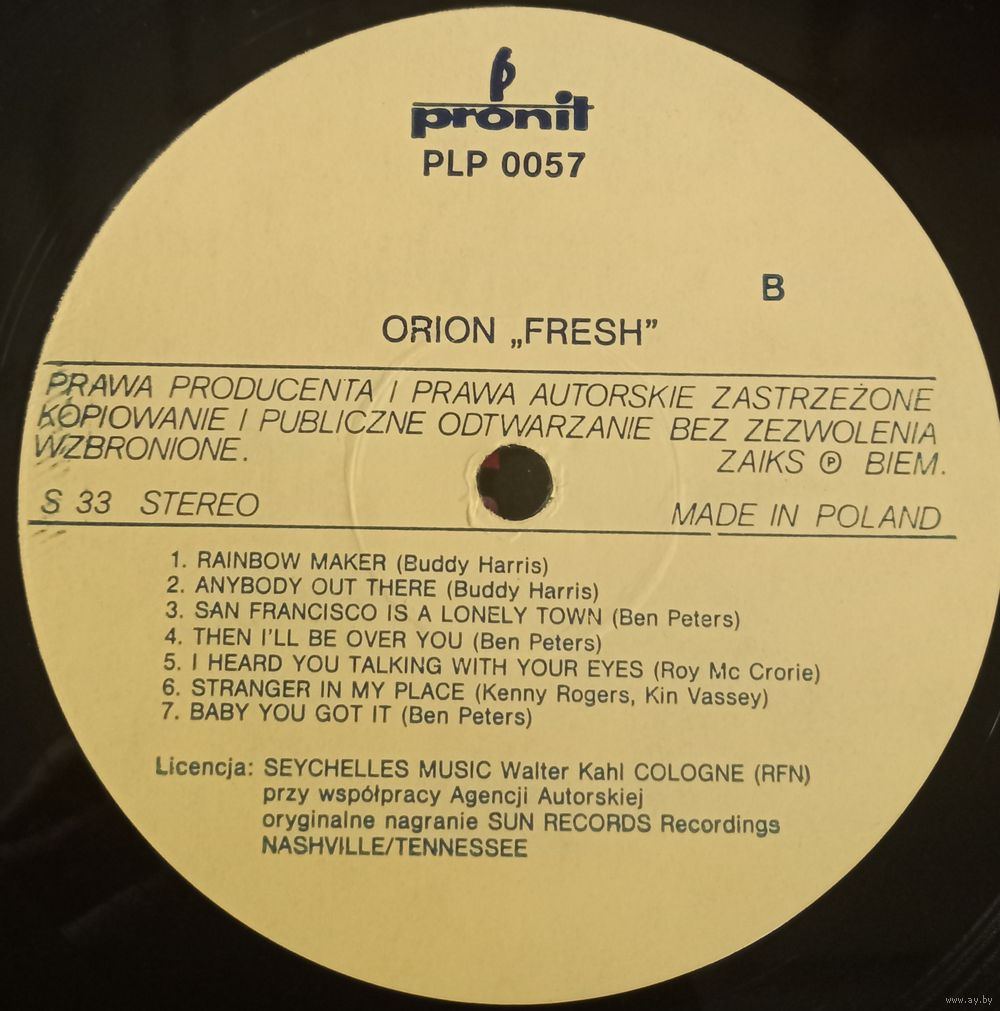 pronit
PLP 0057
B
ORION „FRESH”
PRAWA PRODUCENTA I PRAWA AUTORSKIE ZASTRZEŻONE
KOPIOWANIE I PUBLICZNE ODTWARZANIE BEZ ZEZWOLENIA
WZBRONIONE. ZAIKS ℗ BIEM.
S 33 STEREO MADE IN POLAND
1. RAINBOW MAKER (Buddy Harris)
2. ANYBODY OUT THERE (Buddy Harris)
3. SAN FRANCISCO IS A LONELY TOWN (Ben Peters)
4. THEN I'LL BE OVER YOU (Ben Peters)
5. I HEARD YOU TALKING WITH YOUR EYES (Roy Mc Crorie)
6. STRANGER IN MY PLACE (Kenny Rogers, Kin Vassey)
7. BABY YOU GOT IT (Ben Peters)
Licencja: SEYCHELLES MUSIC Walter Kahl COLOGNE (RFN)
przy współpracy Agencji Autorskiej
oryginalne nagranie SUN RECORDS Recordings
NASHVILLE/TENNESSEE
www.ay.by